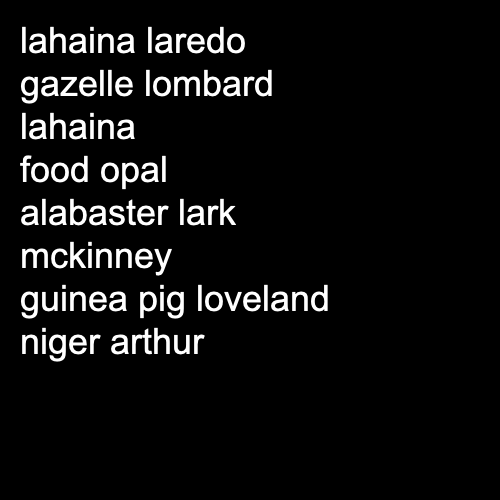 lahaina laredo
gazelle lombard
lahaina
food opal
alabaster lark
mckinney
guinea pig loveland
niger arthur